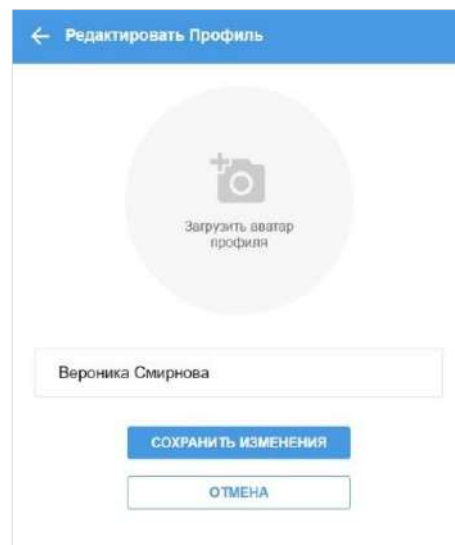 Редактировать Профиль
Загрузить аватар
профиля
Вероника Смирнова
СОХРАНИТЬ ИЗМЕНЕНИЯ
ОТМЕНА